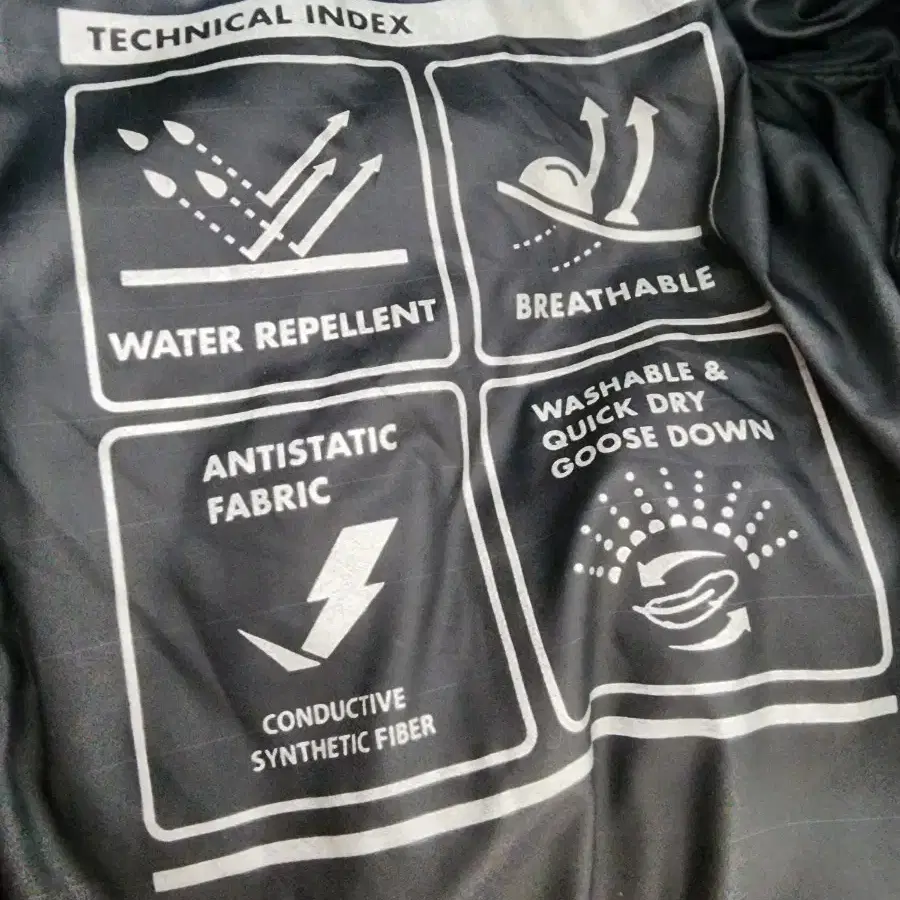 TECHNICAL INDEX
WATER REPELLENT
BREATHABLE
ANTISTATIC
FABRIC
CONDUCTIVE
SYNTHETIC FIBER
WASHABLE &
QUICK DRY
GOOSE DOWN